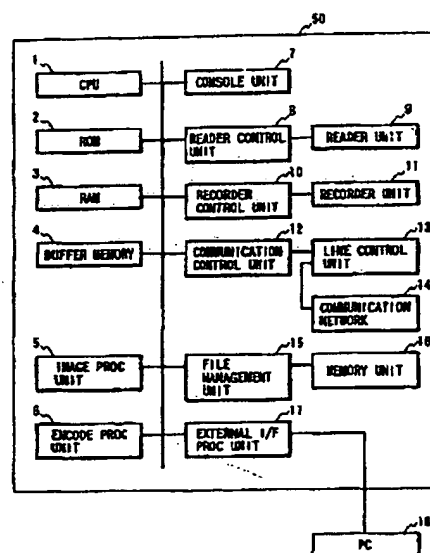 50
1
CPU
7
CONSOLE UNIT
2
ROM
8
READER CONTROL
UNIT
9
READER UNIT
3
RAM
10
RECORDER
CONTROL UNIT
11
RECORDER UNIT
4
BUFFER MEMORY
12
COMMUNICATION
CONTROL UNIT
13
LINE CONTROL
UNIT
14
COMMUNICATION
NETWORK
5
IMAGE PROC
UNIT
15
FILE
MANAGEMENT
UNIT
16
MEMORY UNIT
6
ENCODE PROC
UNIT
17
EXTERNAL I/F
PROC UNIT
18
PC